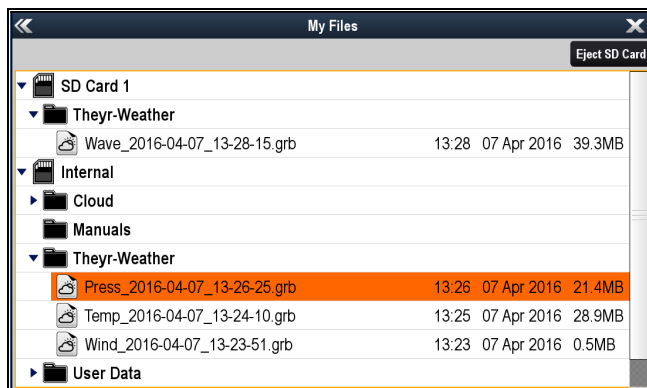 My Files
Eject SD Card
SD Card 1
Theyr-Weather
Wave_2016-04-07_13-28-15.grb 13:28 07 Apr 2016 39.3MB
Internal
Cloud
Manuals
Theyr-Weather
Press_2016-04-07_13-26-25.grb 13:26 07 Apr 2016 21.4MB
Temp_2016-04-07_13-24-10.grb 13:25 07 Apr 2016 28.9MB
Wind_2016-04-07_13-23-51.grb 13:23 07 Apr 2016 0.5MB
User Data